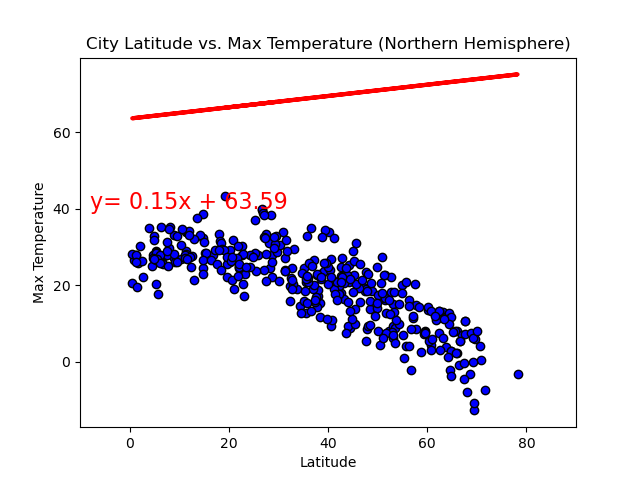 City Latitude vs. Max Temperature (Northern Hemisphere)
60
y= 0.15x + 63.59
40
Max Temperature
20
0
0 20 40 60 80
Latitude